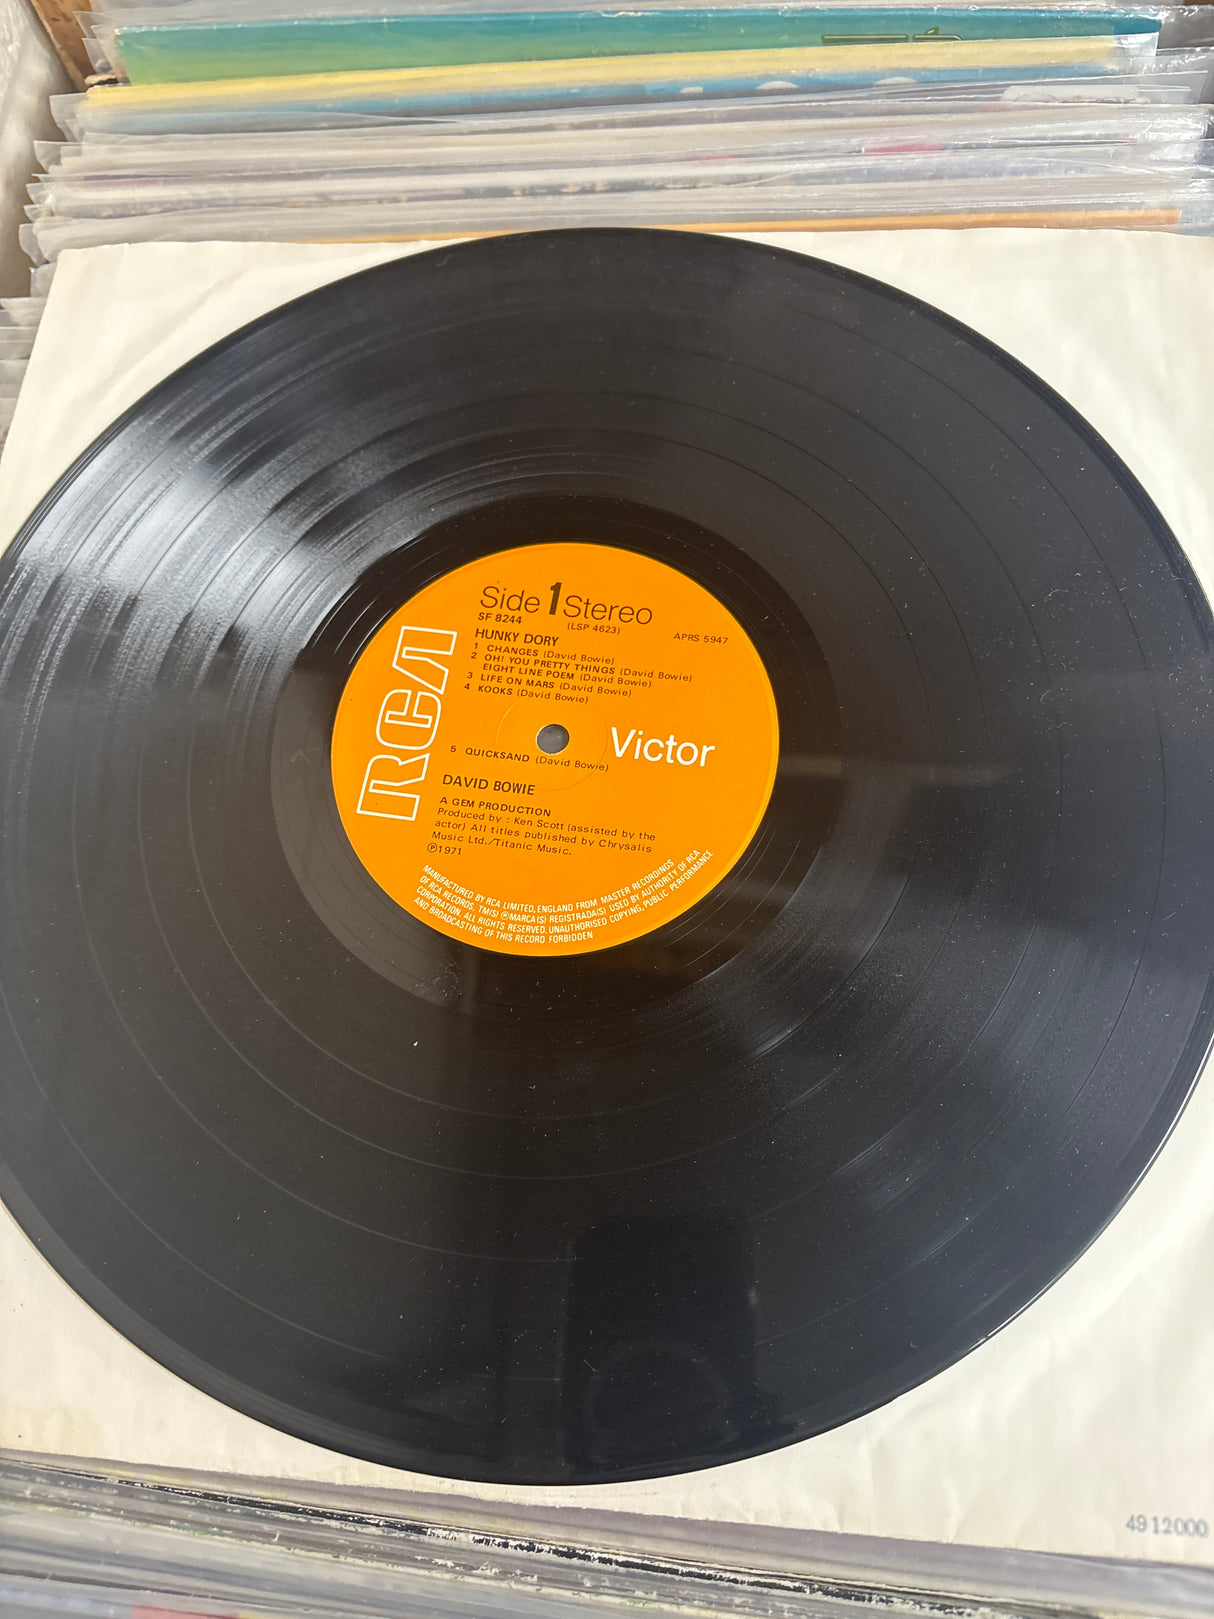 Side 1 Stereo
SF 8244
(LSP 4623)
APRS 5947
HUNKY DORY
1 CHANGES (David Bowie)
2 OH! YOU PRETTY THINGS (David Bowie)
EIGHT LINE POEM (David Bowie)
3 LIFE ON MARS (David Bowie)
4 KOOKS (David Bowie)
RCA
Victor
5 QUICKSAND (David Bowie)
DAVID BOWIE
A GEM PRODUCTION
Produced by : Ken Scott (assisted by the
actor) All titles published by Chrysalis
Music Ltd./Titanic Music.
Ⓟ1971
MANUFACTURED BY RCA LIMITED, ENGLAND FROM MASTER RECORDINGS
OF RCA RECORDS, TM(S) ® MARCA(S) REGISTRADA(S) USED BY AUTHORITY OF RCA
CORPORATION. ALL RIGHTS RESERVED. UNAUTHORISED COPYING, PUBLIC PERFORMANCE
AND BROADCASTING OF THIS RECORD FORBIDDEN
49 12000